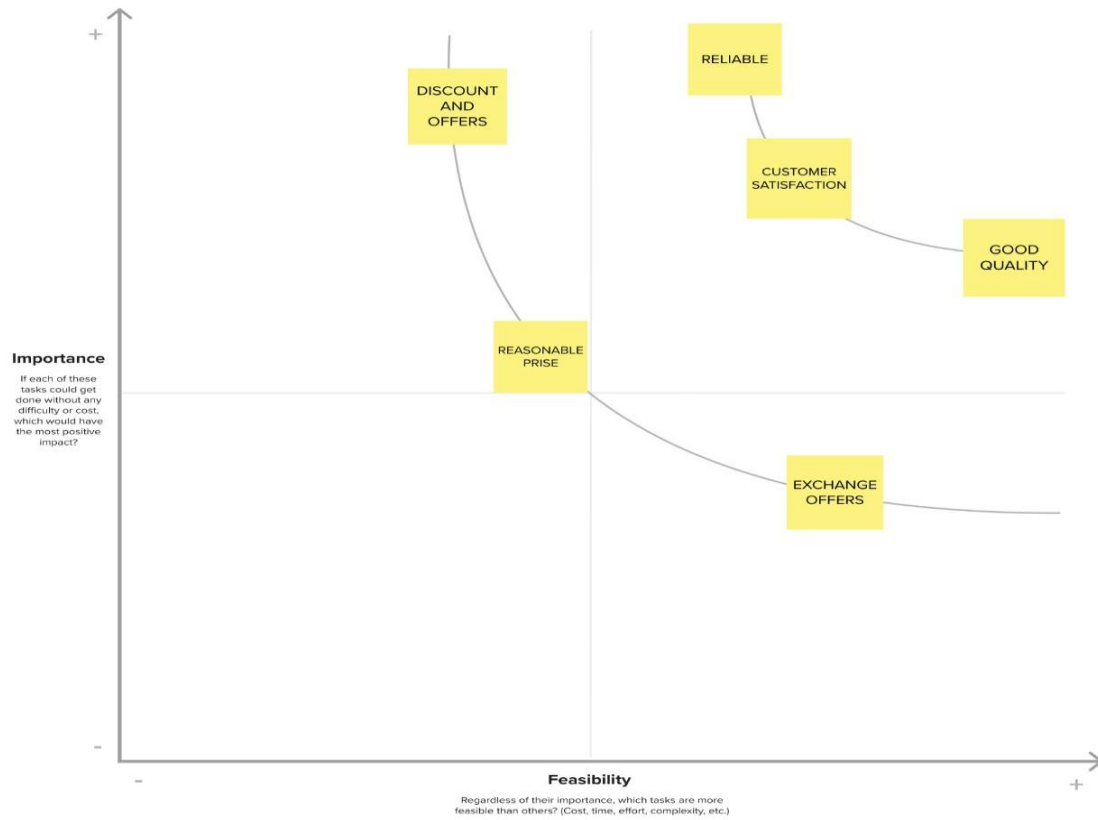 +
DISCOUNT
AND
OFFERS
RELIABLE
CUSTOMER
SATISFACTION
GOOD
QUALITY
REASONABLE
PRISE
Importance
If each of these
tasks could get
done without any
difficulty or cost,
which would have
the most positive
impact?
EXCHANGE
OFFERS
-
-
Feasibility
+
Regardless of their importance, which tasks are more
feasible than others? (Cost, time, effort, complexity, etc.)